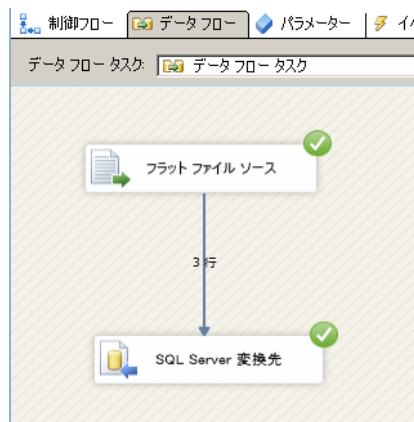 制御フロー データ フロー パラメーター イ
データ フロー タスク: データ フロー タスク
フラット ファイル ソース
3 行
SQL Server 変換先